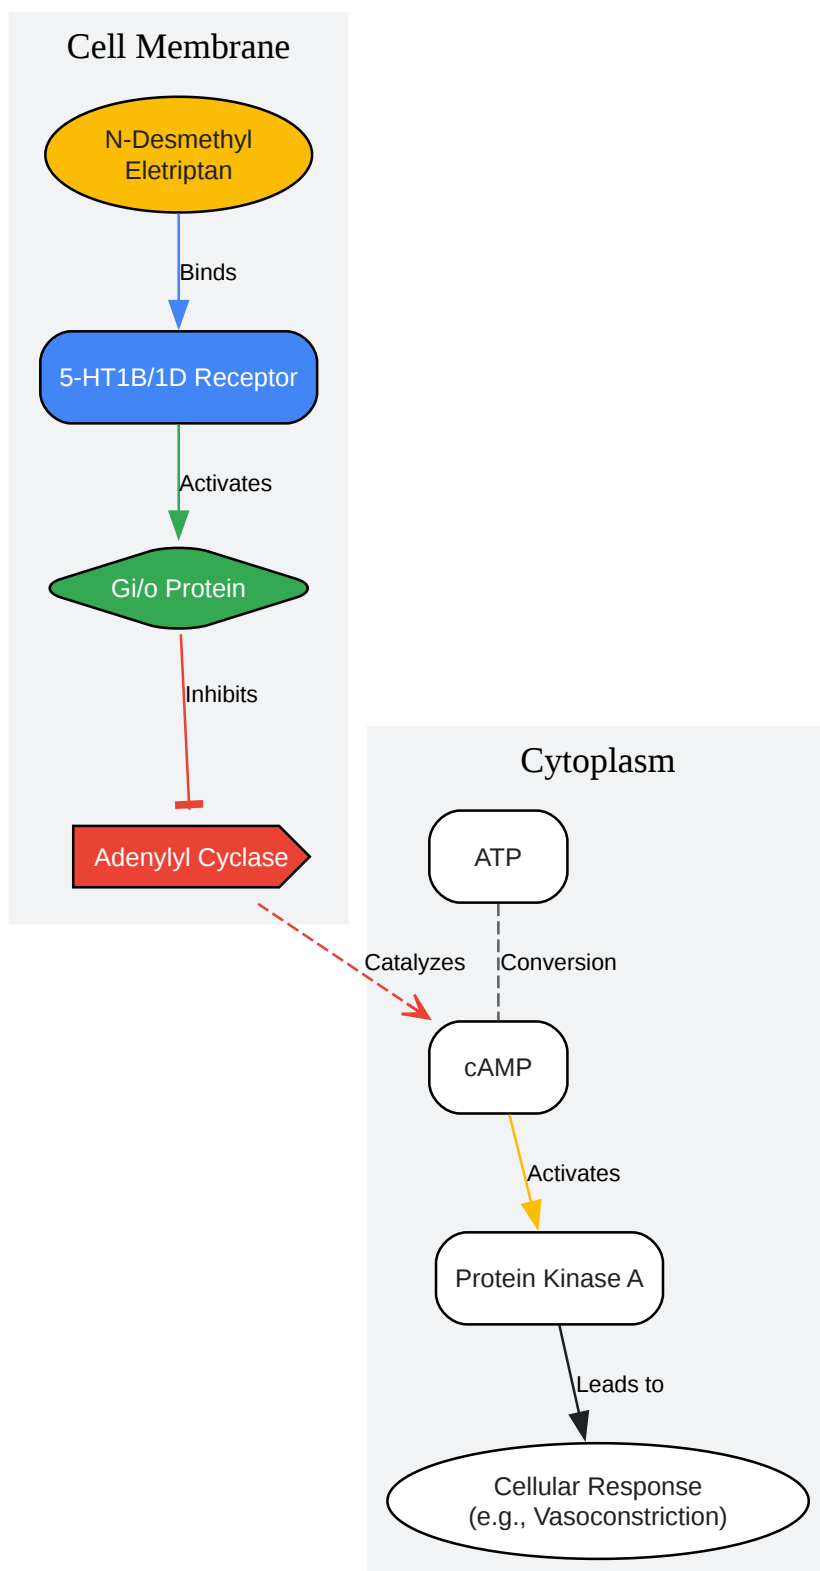 Cell Membrane
N-Desmethyl
Eletriptan
Binds
5-HT1B/1D Receptor
Activates
Gi/o Protein
Inhibits
Adenylyl Cyclase
Cytoplasm
ATP
Catalyzes
Conversion
cAMP
Activates
Protein Kinase A
Leads to
Cellular Response
(e.g., Vasoconstriction)